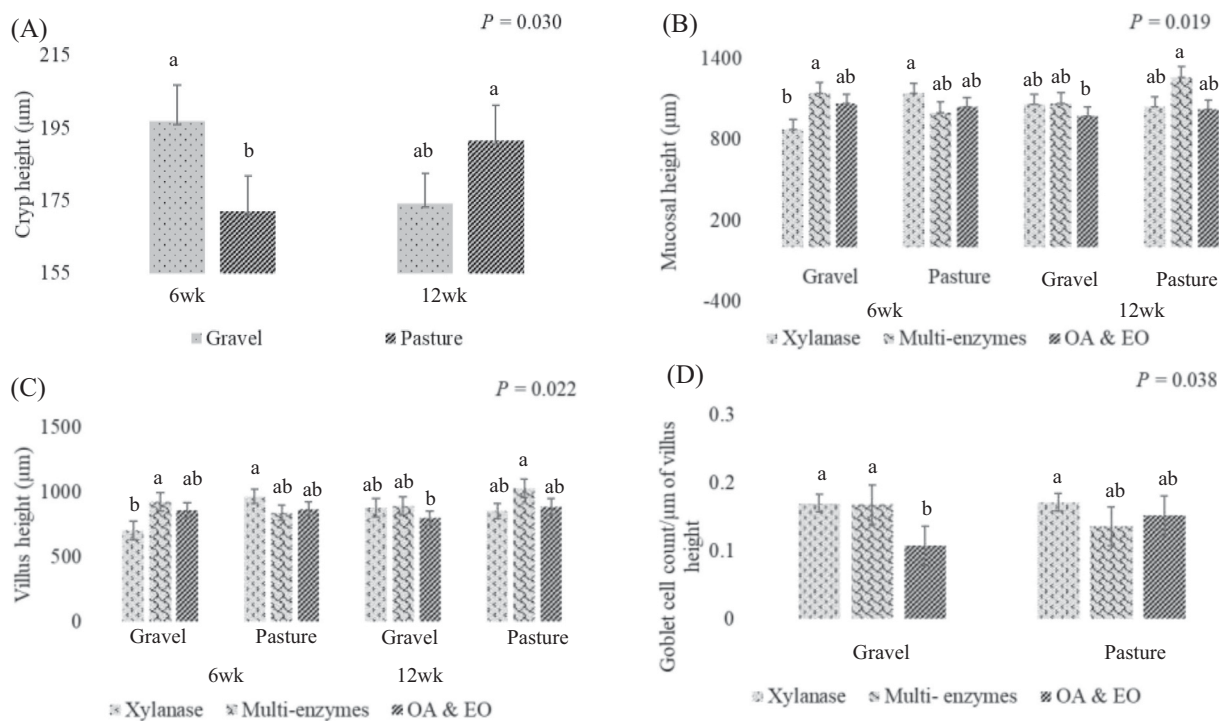 (A)
P = 0.030
215
195
175
155
Cryp height (µm)
a
b
ab
a
6wk
12wk
Gravel
Pasture
(B)
P = 0.019
1400
800
200
-400
Mucosal height (µm)
b
a
ab
a
ab
ab
ab
ab
b
ab
a
ab
Gravel
Pasture
Gravel
Pasture
6wk
12wk
Xylanase
Multi-enzymes
OA & EO
(C)
P = 0.022
1500
1000
500
0
Villus height (µm)
b
a
ab
a
ab
ab
ab
ab
b
ab
a
ab
Gravel
Pasture
Gravel
Pasture
6wk
12wk
Xylanase
Multi-enzymes
OA & EO
(D)
P = 0.038
0.3
0.2
0.1
0
Goblet cell count/µm of villus
height
a
a
b
a
ab
ab
Gravel
Pasture
Xylanase
Multi- enzymes
OA & EO